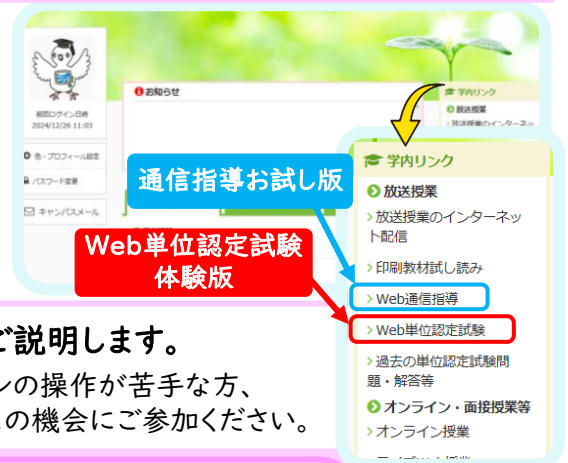 お知らせ
前回ログイン日時
2024/12/26 11:03
色・プロフィール設定
パスワード変更
キャンパスメール
学内リンク
放送授業
放送授業のインターネッ
通信指導お試し版
Web単位認定試験
体験版
学内リンク
放送授業
>放送授業のインターネッ
ト配信
>印刷教材試し読み
>Web通信指導
>Web単位認定試験
>過去の単位認定試験問
題・解答等
オンライン・面接授業等
>オンライン授業
ご説明します。
ンの操作が苦手な方、
の機会にご参加ください。